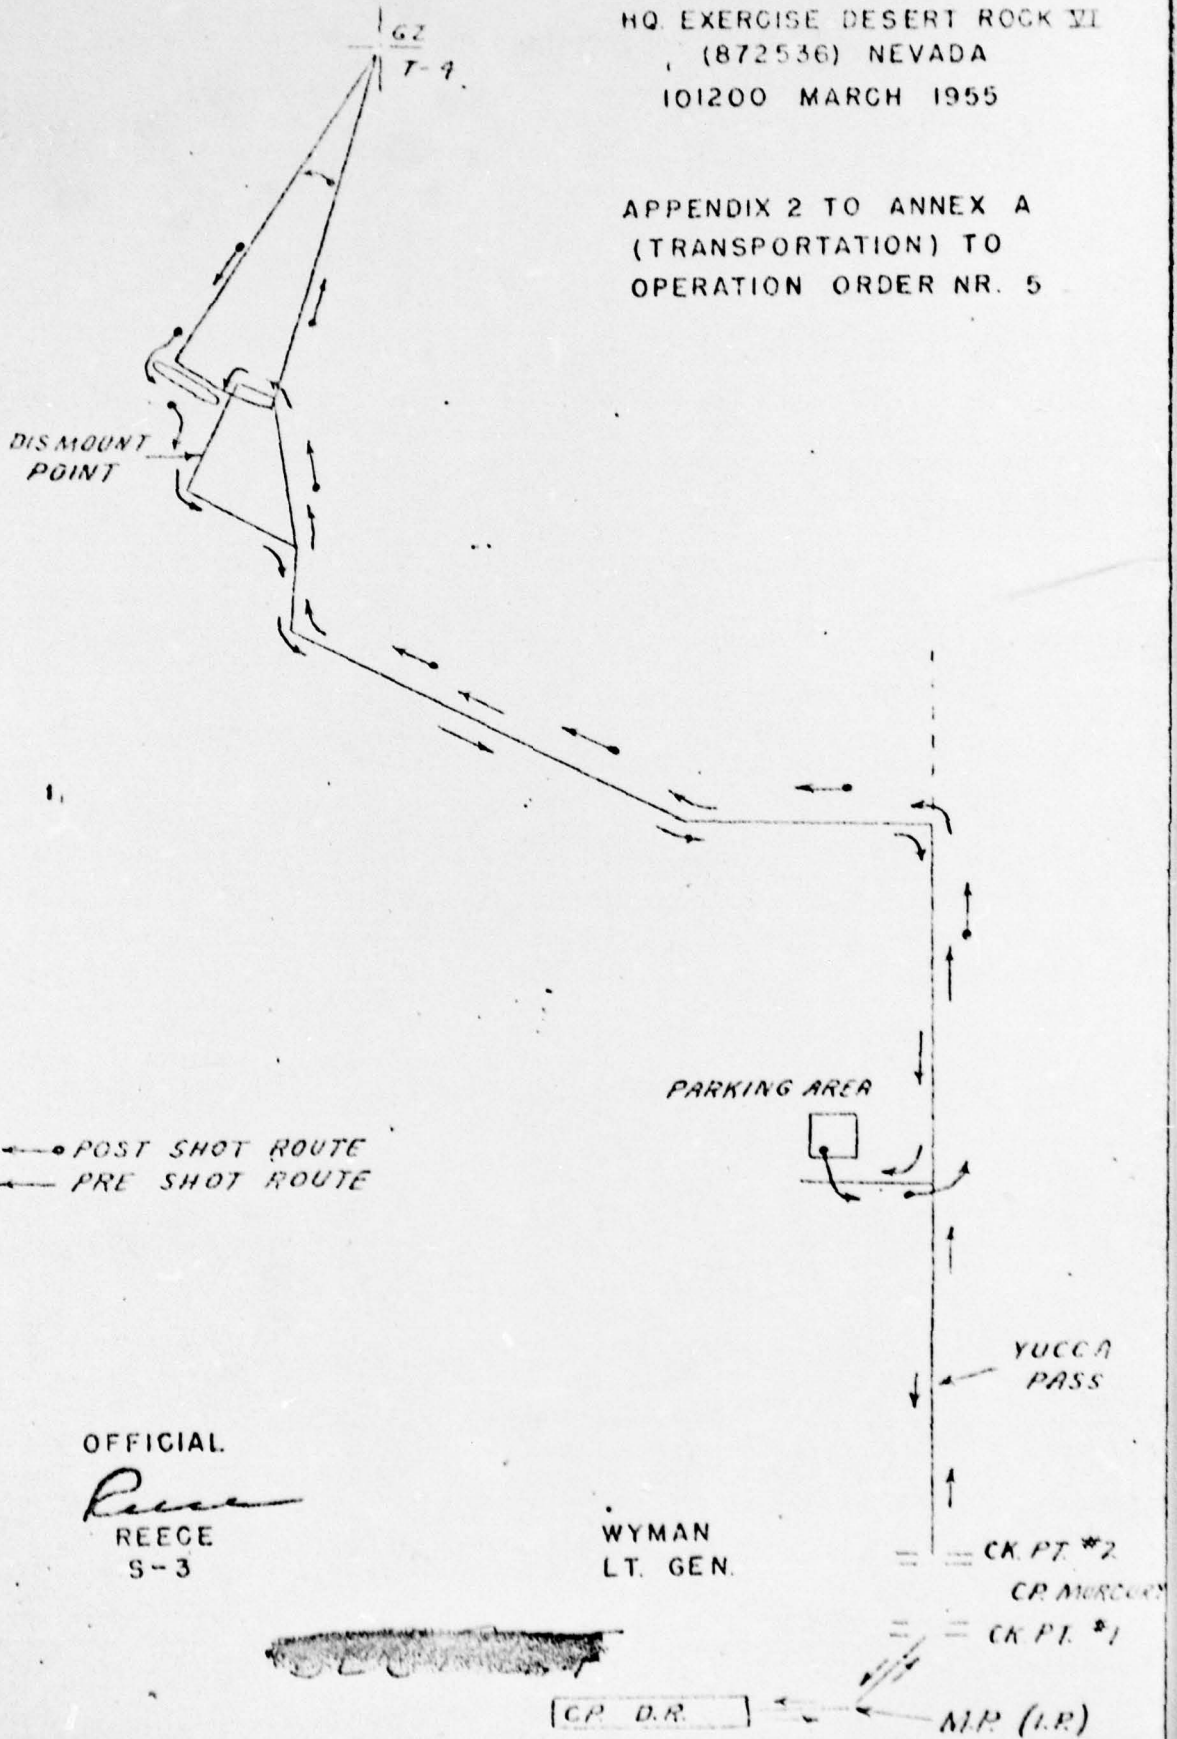 GZ
T-4
HQ. EXERCISE DESERT ROCK VI
(872536) NEVADA
101200 MARCH 1955
APPENDIX 2 TO ANNEX A
(TRANSPORTATION) TO
OPERATION ORDER NR. 5
DISMOUNT
POINT
PARKING AREA
POST SHOT ROUTE
PRE SHOT ROUTE
YUCCA
PASS
OFFICIAL
Reece
REECE
S-3
WYMAN
LT. GEN.
CK. PT. #2
CP. MERCURY
CK. PT. #1
C.P. D.R.
M.P. (I.P.)